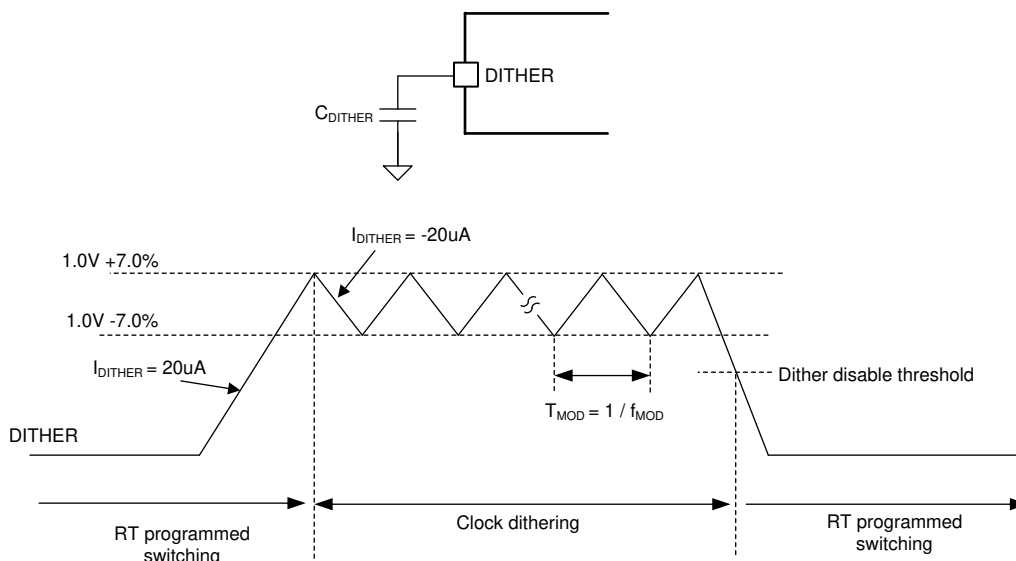 DITHER
CDITHER
IDITHER = -20uA
1.0V +7.0%
1.0V -7.0%
IDITHER = 20uA
Dither disable threshold
TMOD = 1 / fMOD
DITHER
RT programmed
switching
Clock dithering
RT programmed
switching